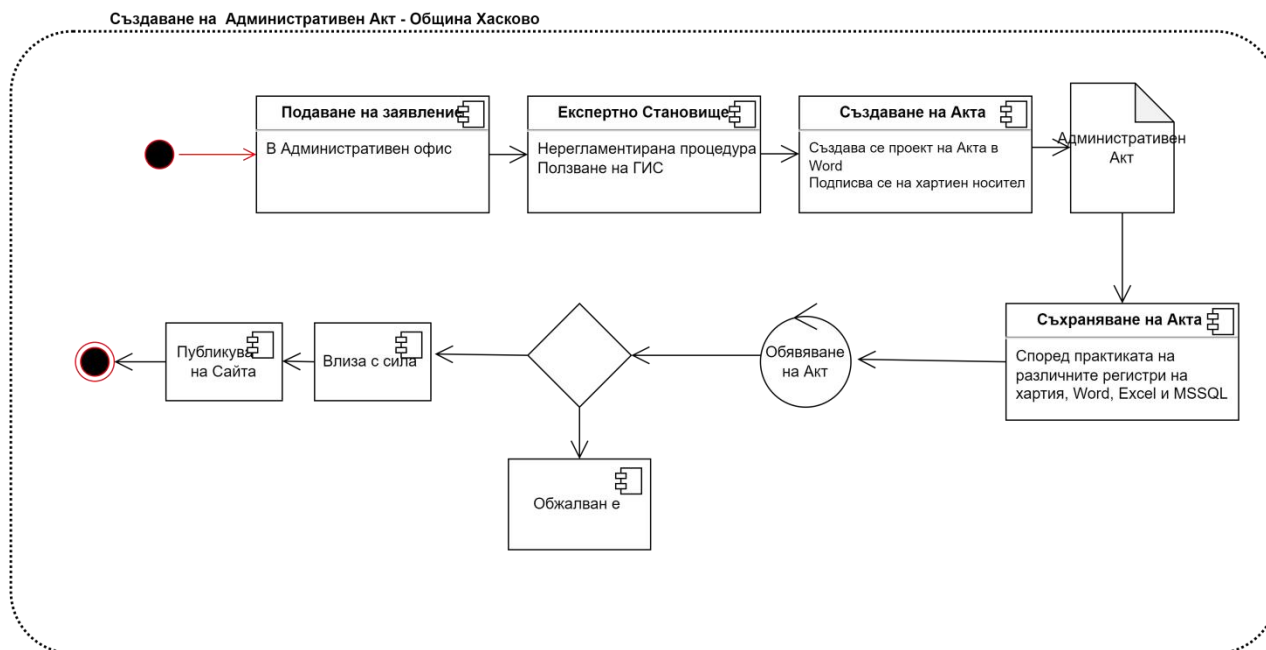 Създаване на Административен Акт - Община Хасково
Подаване на заявление
В Административен офис
Експертно Становище
Нерегламентирана процедура
Ползване на ГИС
Създаване на Акта
Създава се проект на Акта в
Word
Подписва се на хартиен носител
Административен
Акт
Съхраняване на Акта
Според практиката на
различните регистри на
хартия, Word, Excel и MSSQL
Обявяване
на Акт
Влиза с сила
Публикува
на Сайта
Обжалван е